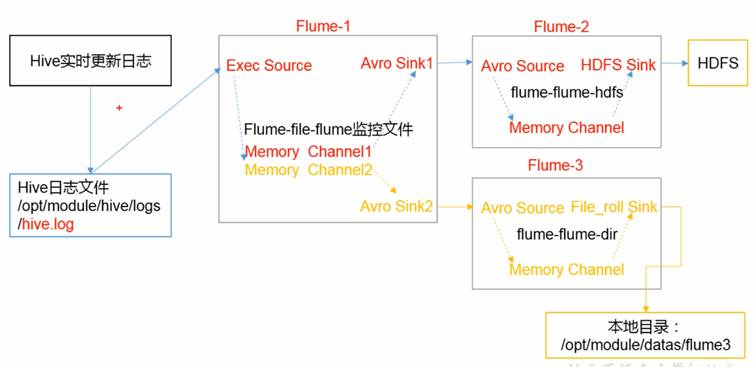 Flume-1
Flume-2
Hive实时更新日志
Exec Source
Avro Sink1
Avro Source
HDFS Sink
HDFS
flume-flume-hdfs
+
Flume-file-flume监控文件
Memory Channel1
Memory Channel
Memory Channel2
Flume-3
Hive日志文件
/opt/module/hive/logs
/hive.log
Avro Sink2
Avro Source
File_roll Sink
flume-flume-dir
Memory Channel
本地目录：
/opt/module/datas/flume3